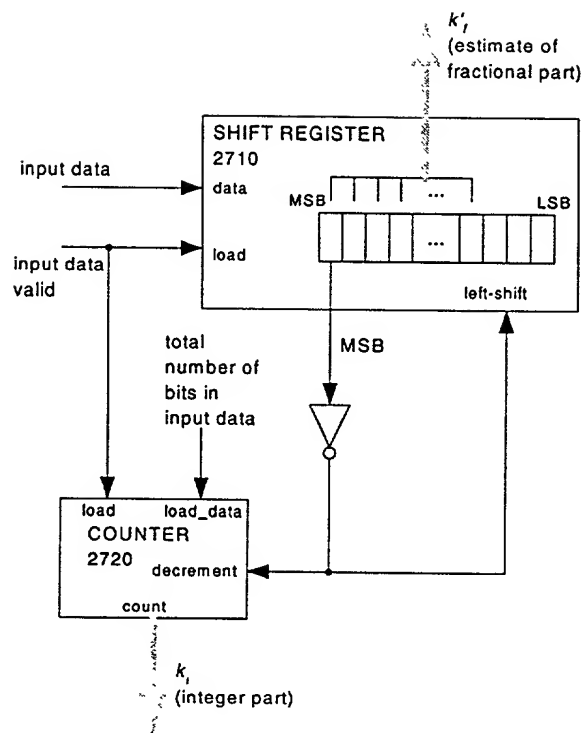 k'f
(estimate of
fractional part)
SHIFT REGISTER
2710
input data
data
MSB
...
LSB
...
input data
valid
load
left-shift
total
number of
bits in
input data
MSB
load
load_data
COUNTER
2720
decrement
count
ki
(integer part)